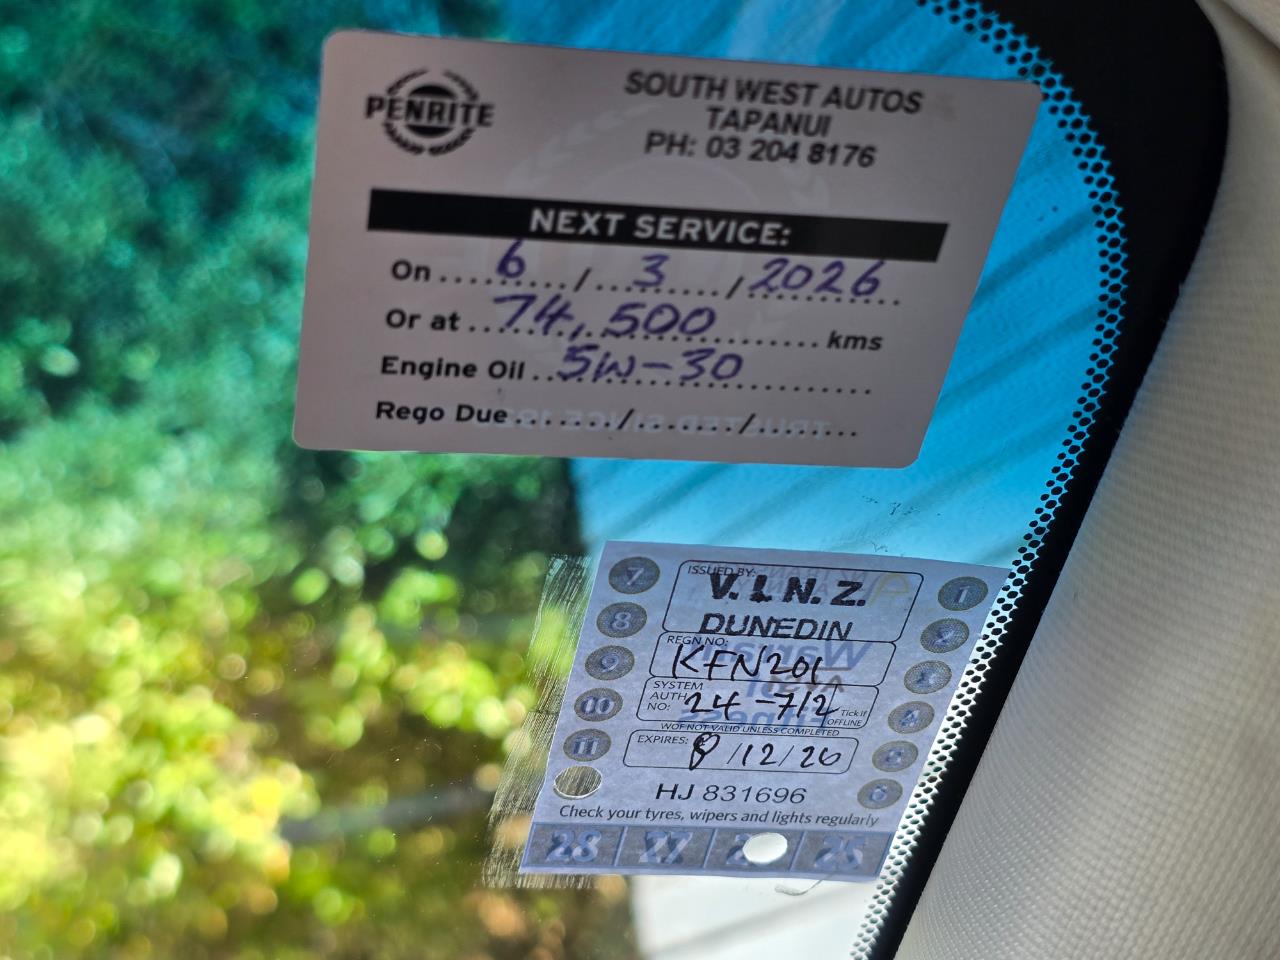 PENRITE
SOUTH WEST AUTOS
TAPANUI
PH: 03 204 8176
NEXT SERVICE:
On 6 / 3 / 2026
Or at 74,500 kms
Engine Oil 5W-30
Rego Due ....../......./.......
ISSUED BY:
V.I.N.Z.
DUNEDIN
REGN.NO:
KFN201
SYSTEM AUTH NO: 24-712
Tick if OFFLINE
WOF NOT VALID UNLESS COMPLETED
EXPIRES: 8/12/26
HJ 831696
Check your tyres, wipers and lights regularly
7
8
9
10
11
1
2
3
4
5
6
28 27 2 25